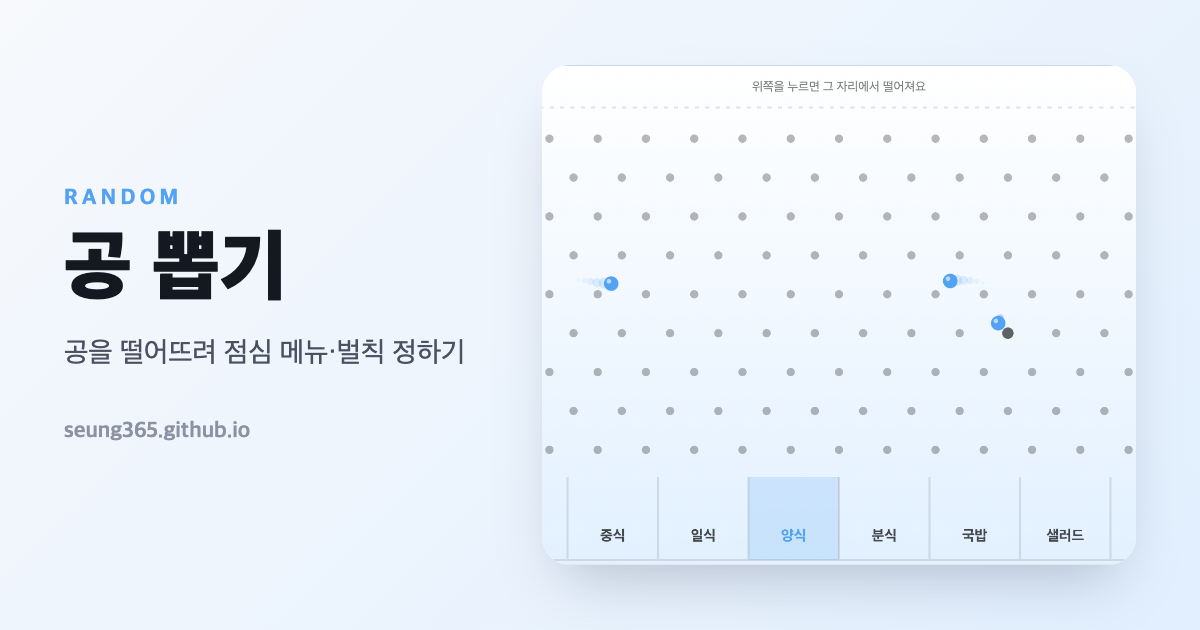 RANDOM
공 뽑기
공을 떨어뜨려 점심 메뉴·벌칙 정하기
seung365.github.io
위쪽을 누르면 그 자리에서 떨어져요
중식
일식
양식
분식
국밥
샐러드